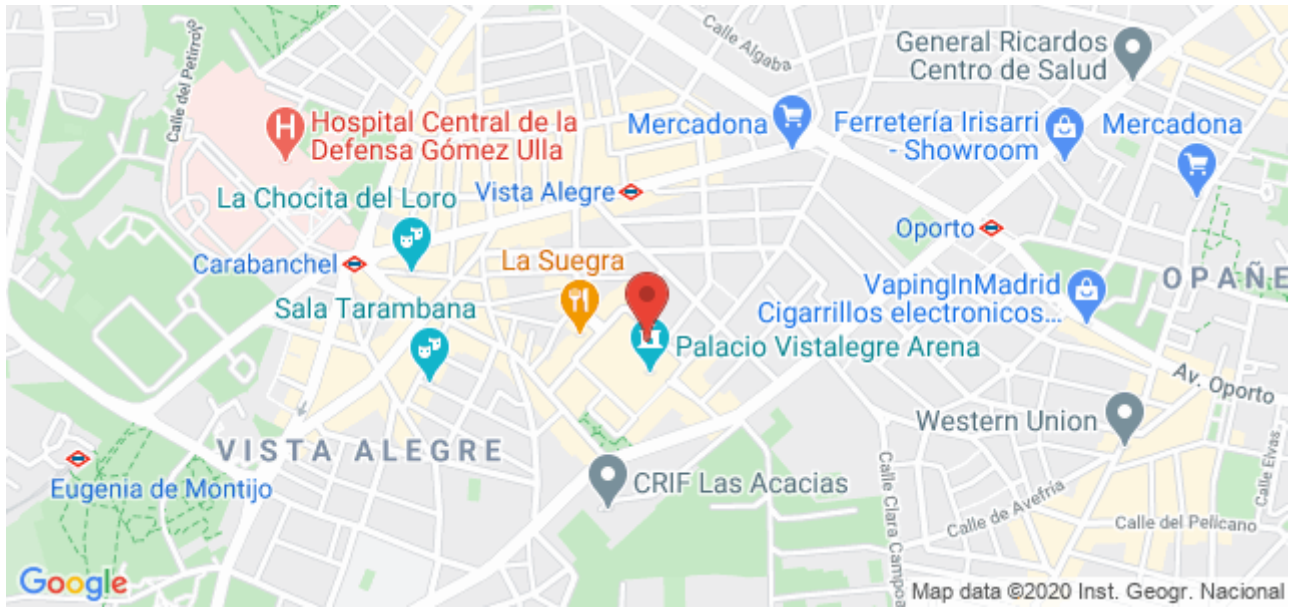 Calle del Petirrojo
Calle Algaba
General Ricardos
Centro de Salud
H
Hospital Central de la
Defensa Gómez Ulla
Mercadona
Ferretería Irisarri
- Showroom
Mercadona
La Chocita del Loro
Vista Alegre
Oporto
Carabanchel
La Suegra
VapingInMadrid
Cigarrillos electronicos...
OPAÑE
Sala Tarambana
Palacio Vistalegre Arena
Av. Oporto
Western Union
VISTA ALEGRE
Eugenia de Montijo
CRIF Las Acacias
Calle Clara Campoa
Calle de Avefría
Calle del Pelícano
Calle Elvas
Google
Map data ©2020 Inst. Geogr. Nacional